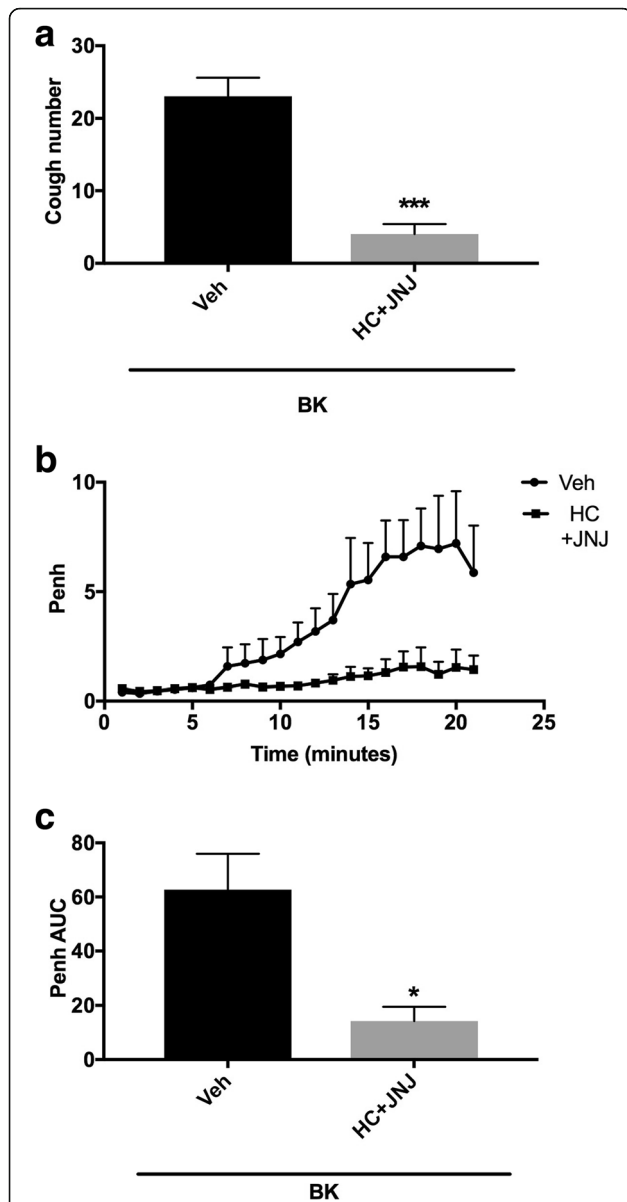 a
30
20
10
0
Cough number
***
Veh
HC+JNJ
BK
b
10
5
0
Penh
Veh
HC
+JNJ
0 5 10 15 20 25
Time (minutes)
c
80
60
40
20
0
Penh AUC
*
Veh
HC+JNJ
BK